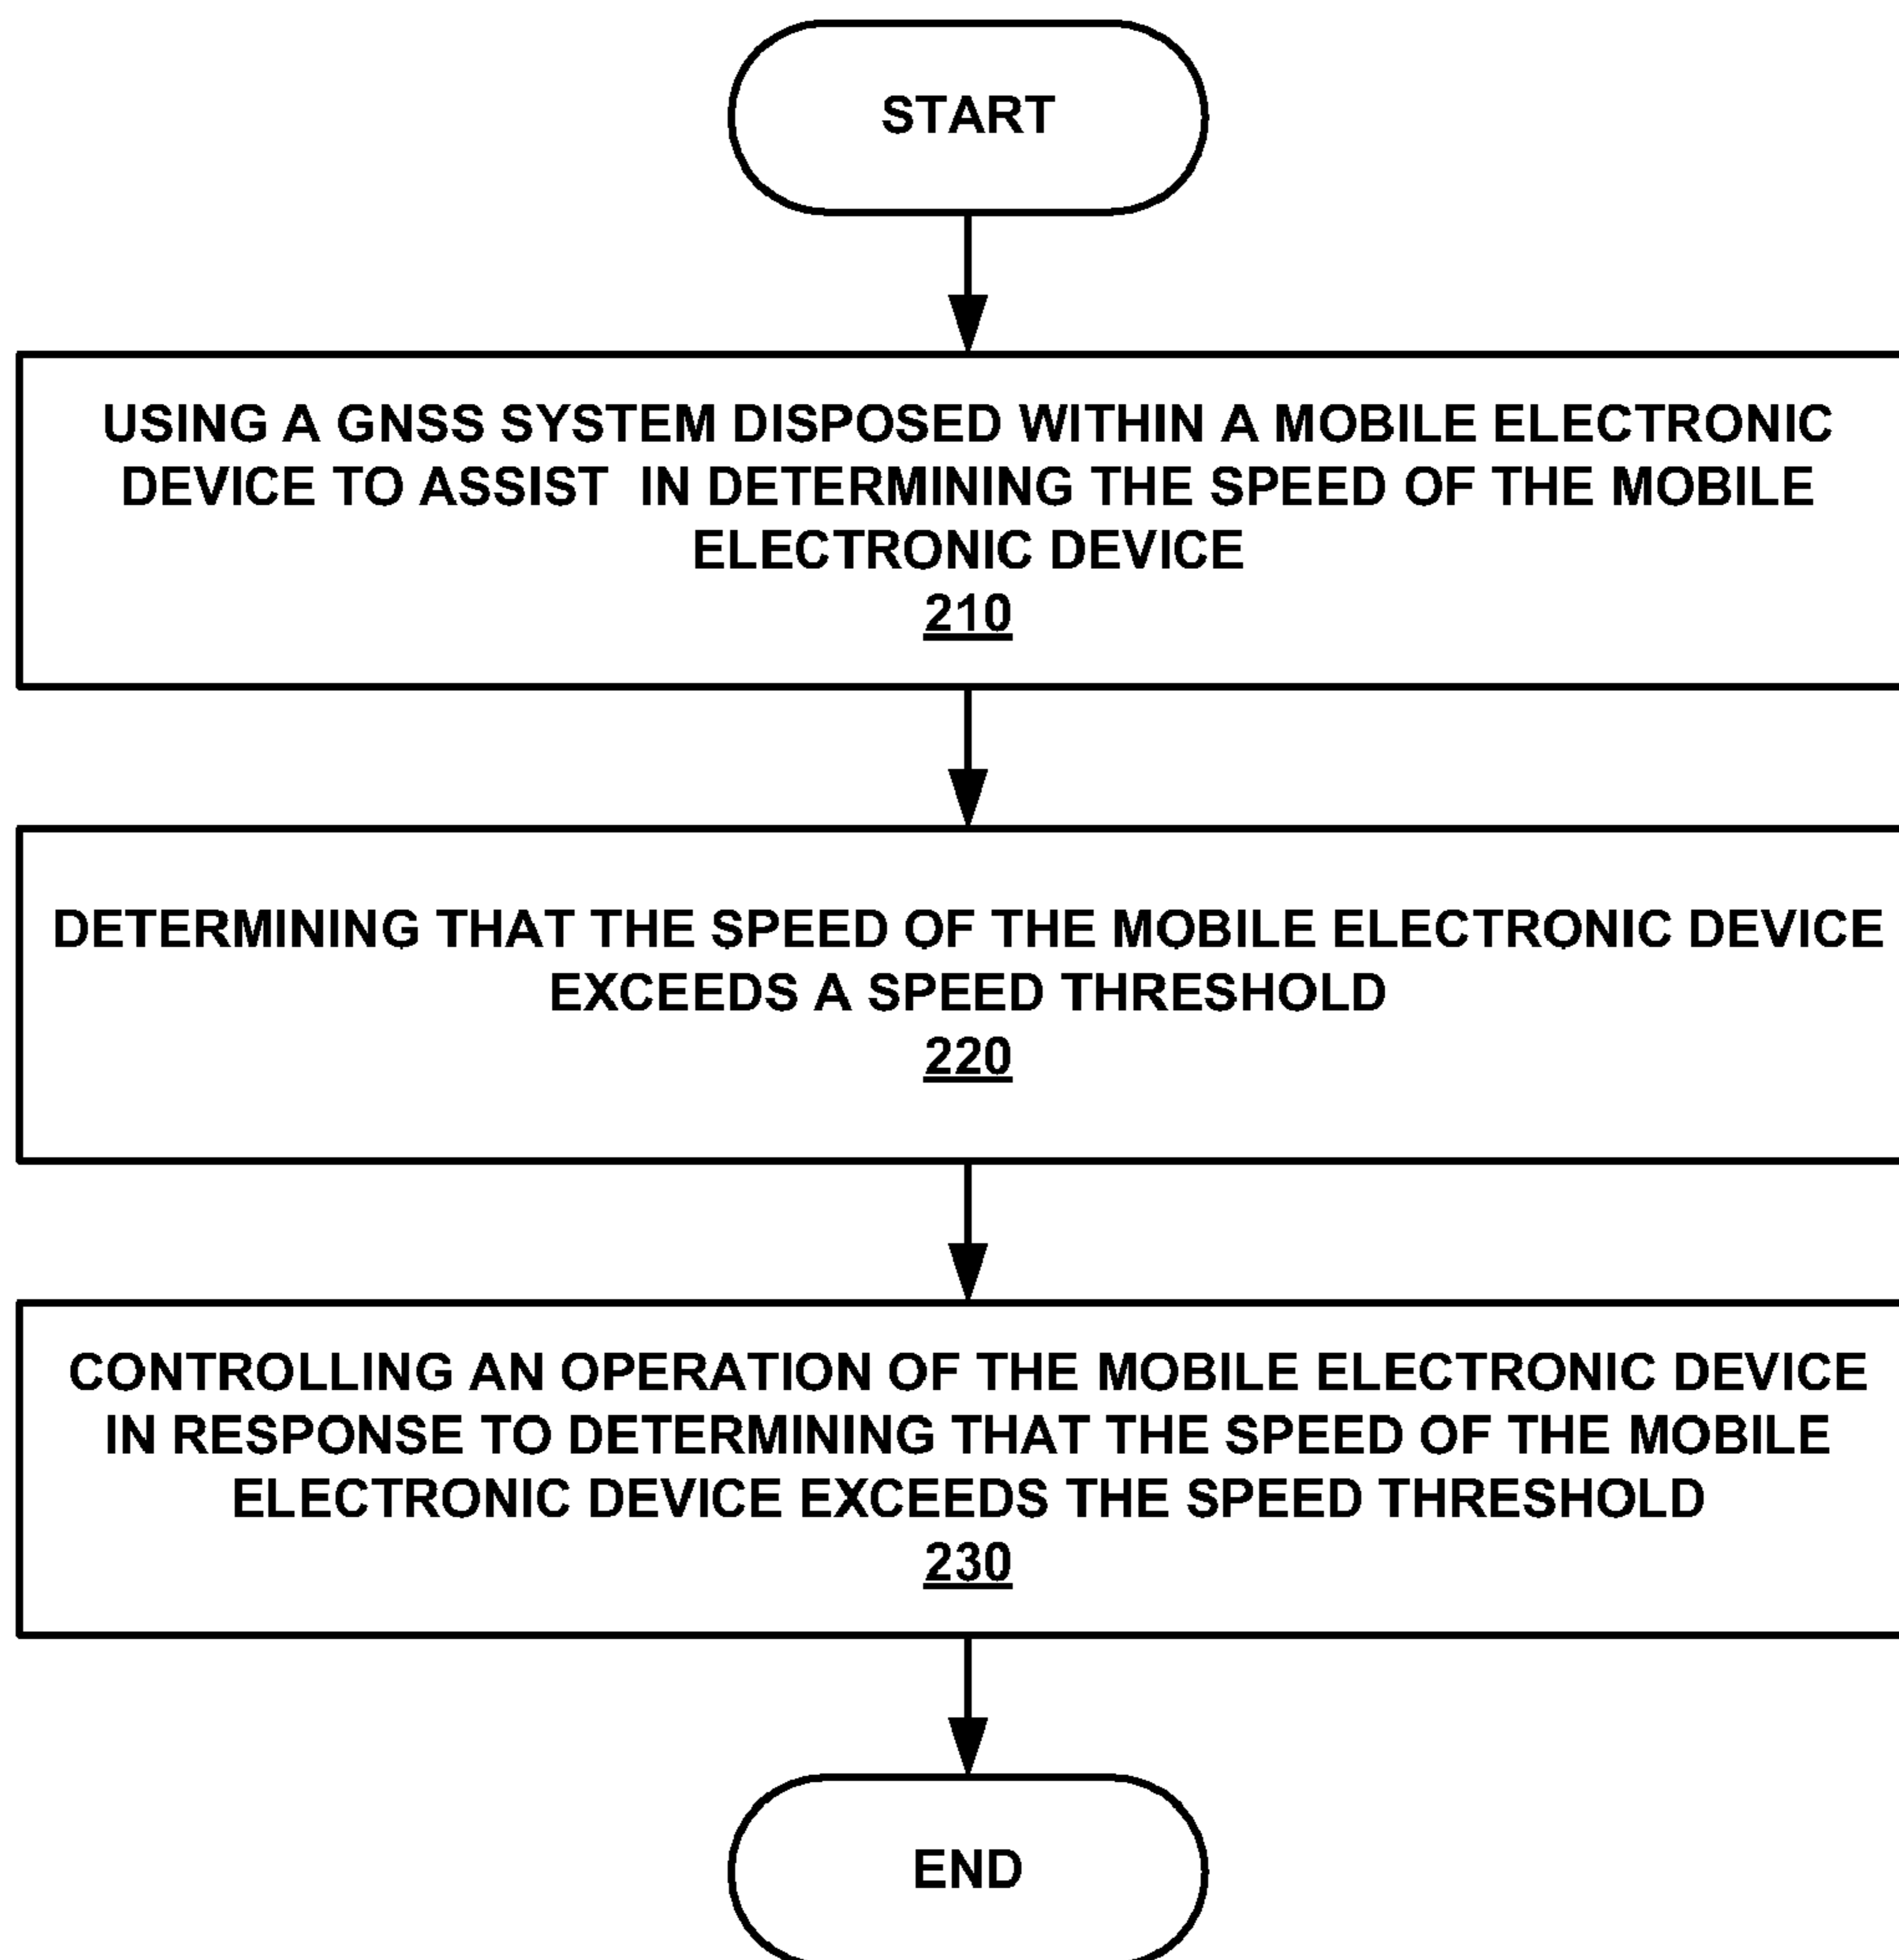 START
USING A GNSS SYSTEM DISPOSED WITHIN A MOBILE ELECTRONIC
DEVICE TO ASSIST IN DETERMINING THE SPEED OF THE MOBILE
ELECTRONIC DEVICE
210
DETERMINING THAT THE SPEED OF THE MOBILE ELECTRONIC DEVICE
EXCEEDS A SPEED THRESHOLD
220
CONTROLLING AN OPERATION OF THE MOBILE ELECTRONIC DEVICE
IN RESPONSE TO DETERMINING THAT THE SPEED OF THE MOBILE
ELECTRONIC DEVICE EXCEEDS THE SPEED THRESHOLD
230
END